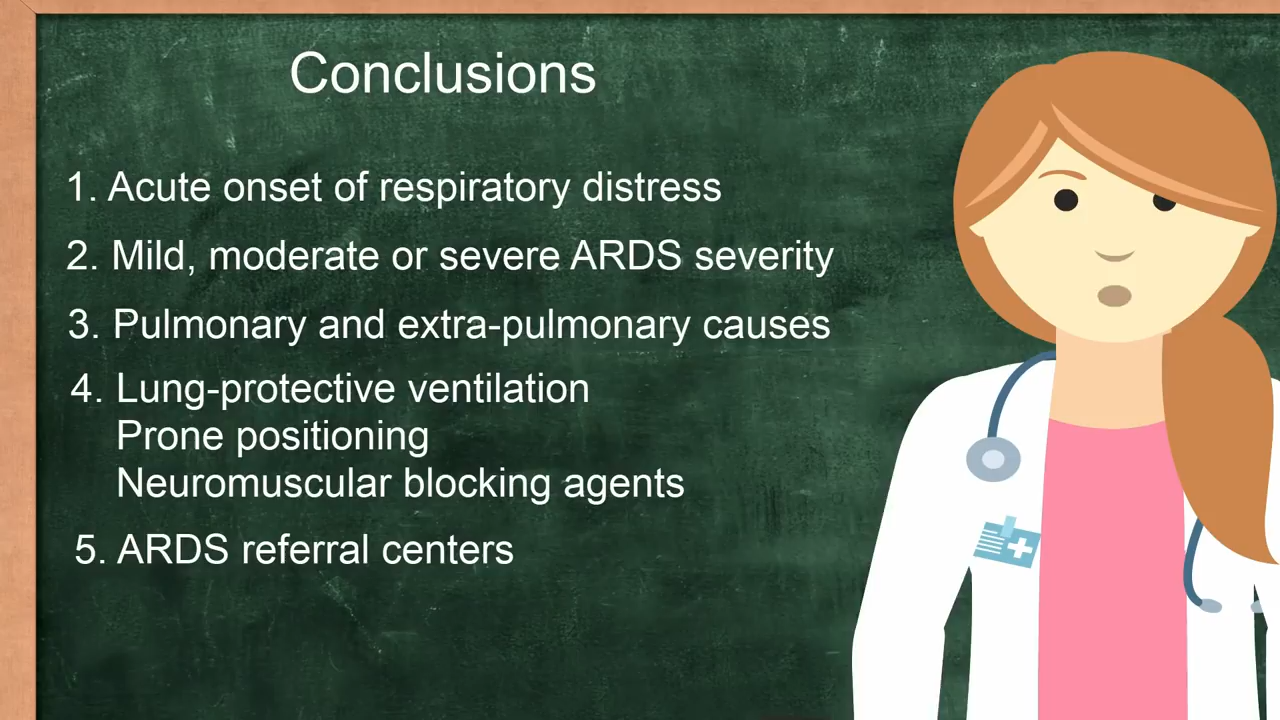 Conclusions
1. Acute onset of respiratory distress
2. Mild, moderate or severe ARDS severity
3. Pulmonary and extra-pulmonary causes
4. Lung-protective ventilation
Prone positioning
Neuromuscular blocking agents
5. ARDS referral centers